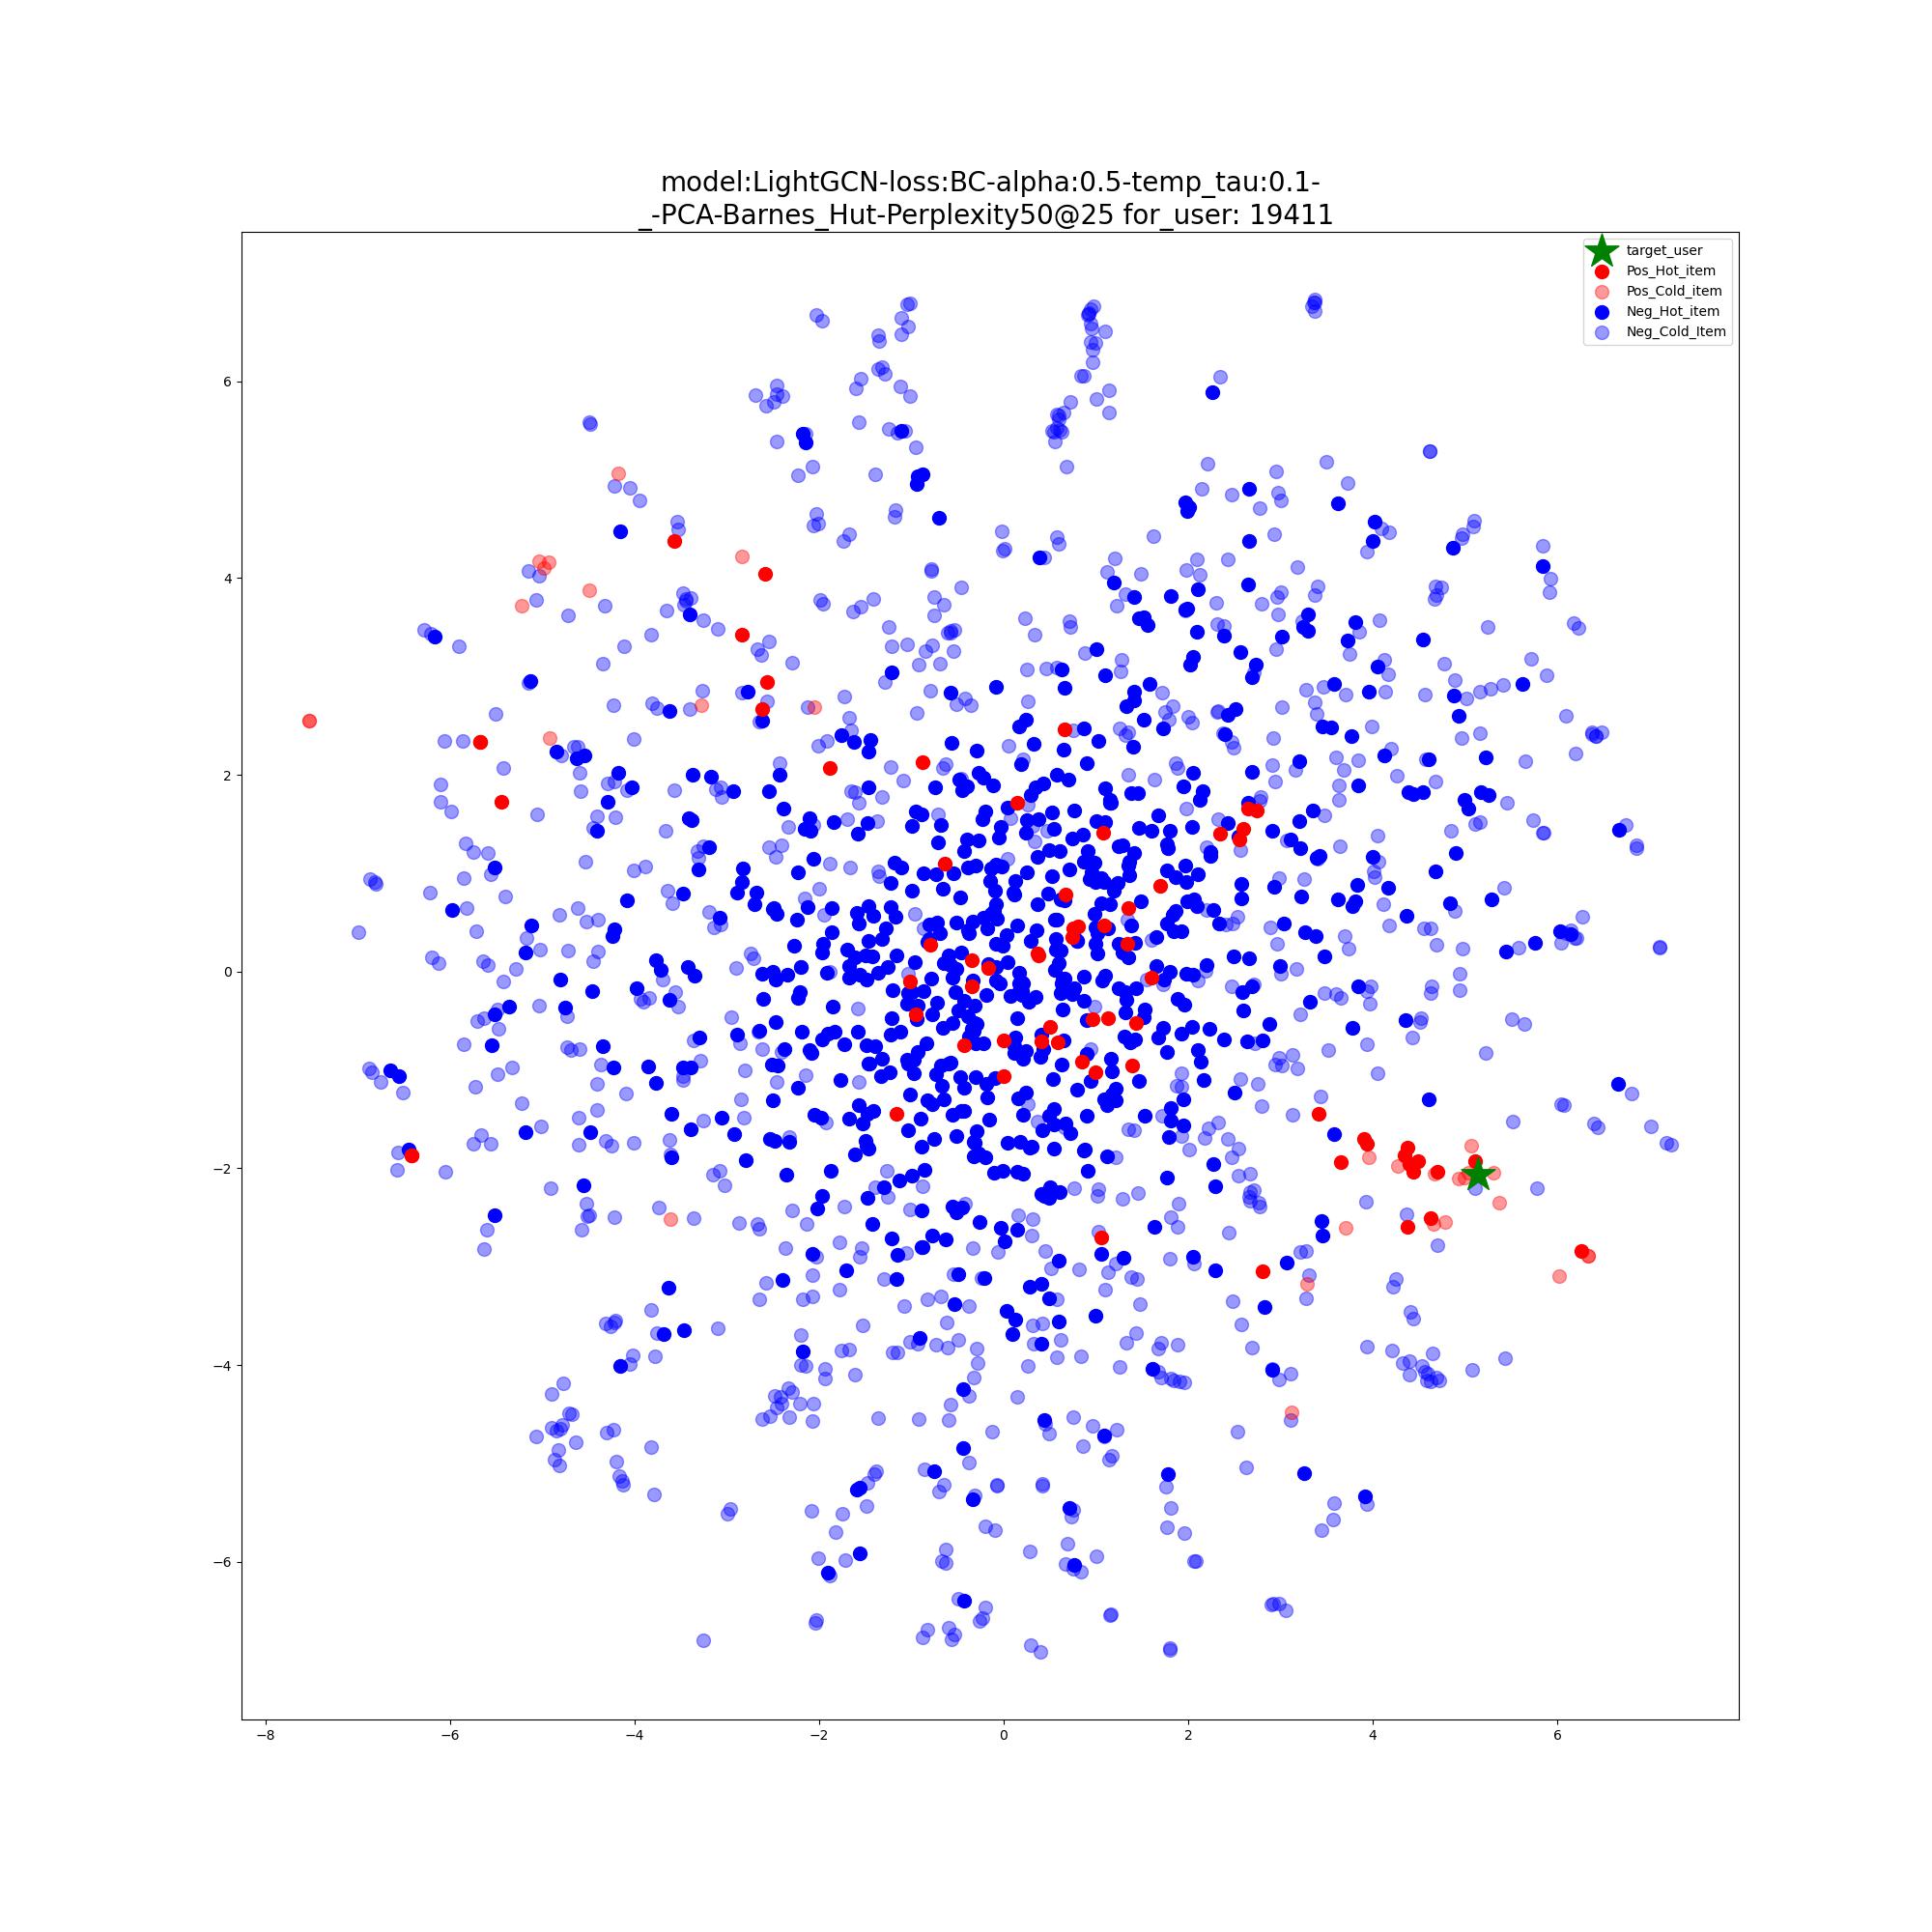 model:LightGCN-loss:BC-alpha:0.5-temp_tau:0.1-
_-PCA-Barnes_Hut-Perplexity50@25 for_user: 19411
target_user
Pos_Hot_item
Pos_Cold_item
Neg_Hot_item
Neg_Cold_Item
6
4
2
0
−2
−4
−6
−8 −6 −4 −2 0 2 4 6